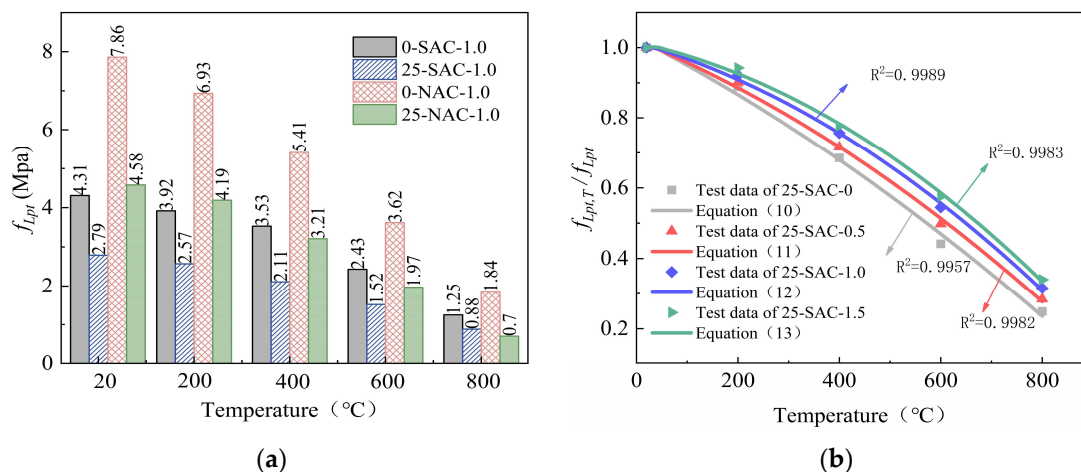 8
6
4
2
0
f_Lpt (Mpa)
0-SAC-1.0
25-SAC-1.0
0-NAC-1.0
25-NAC-1.0
4.31
2.79
7.86
4.58
3.92
2.57
6.93
4.19
3.53
2.11
5.41
3.21
2.43
1.52
3.62
1.97
1.25
0.88
1.84
0.7
20
200
400
600
800
Temperature（°C）
(a)
1.0
0.8
0.6
0.4
0.2
f_Lpt,T/f_Lpt
R²=0.9989
R²=0.9983
R²=0.9957
R²=0.9982
Test data of 25-SAC-0
Equation（10）
Test data of 25-SAC-0.5
Equation（11）
Test data of 25-SAC-1.0
Equation（12）
Test data of 25-SAC-1.5
Equation（13）
200
400
600
800
Temperature（°C）
(b)